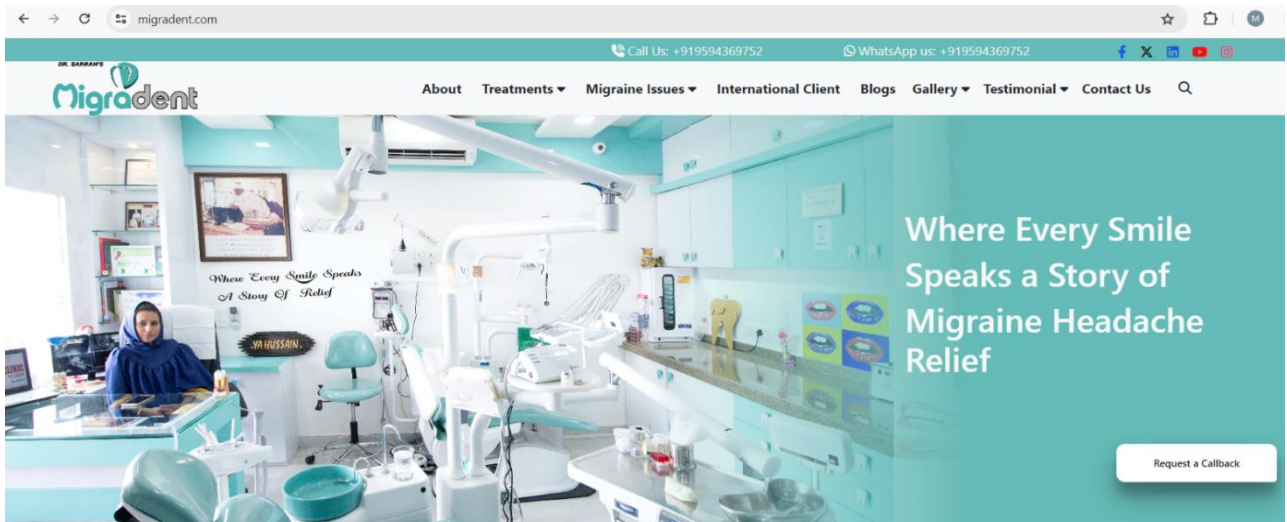 migradent.com
M
Call Us: +919594369752
WhatsApp us: +919594369752
DR. SARRAH'S
Migradent
About Treatments Migraine Issues International Client Blogs Gallery Testimonial Contact Us
Where Every Smile Speaks
A Story Of Relief
YA HUSSAIN.
CLINIC
Where Every Smile
Speaks a Story of
Migraine Headache
Relief
Request a Callback